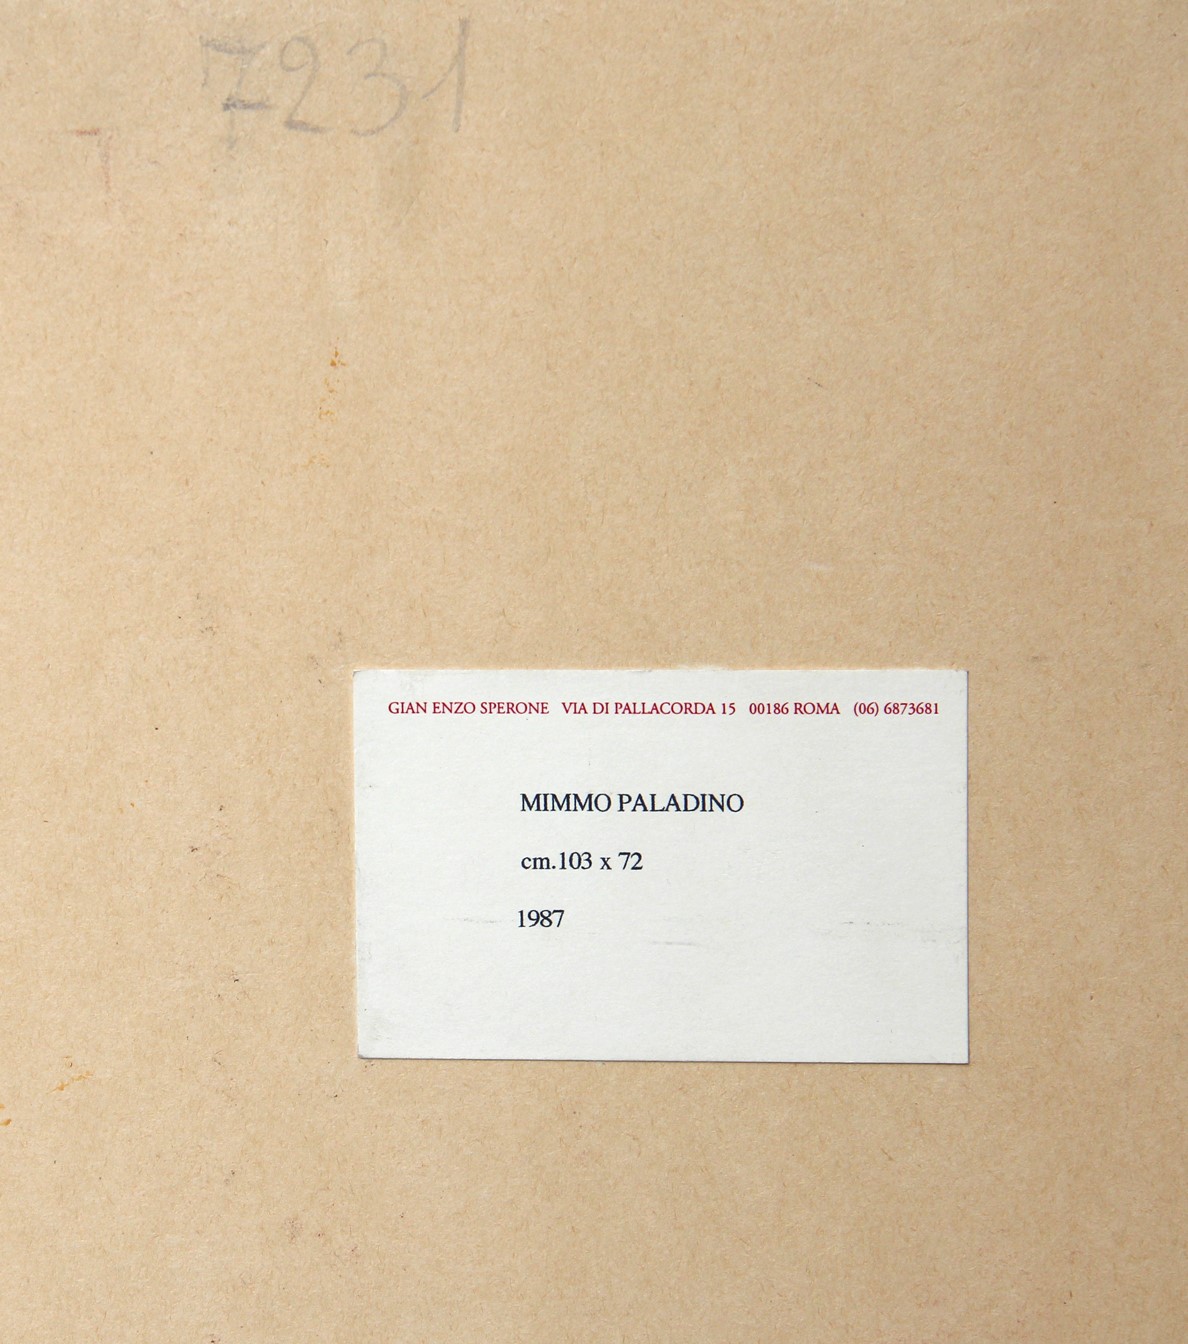 7231
GIAN ENZO SPERONE VIA DI PALLACORDA 15 00186 ROMA (06) 6873681
MIMMO PALADINO
cm.103 x 72
1987